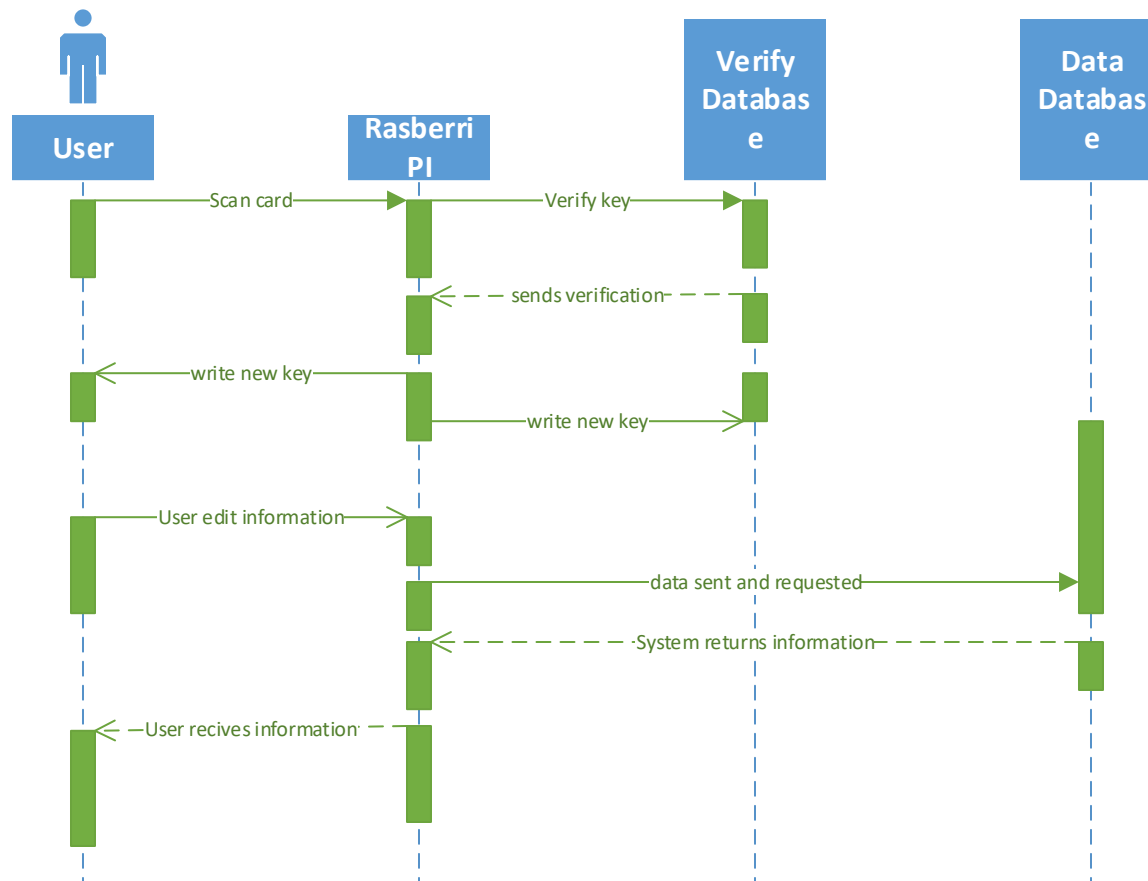 User
Rasberri
PI
Verify
Databas
e
Data
Databas
e
Scan card
Verify key
sends verification
write new key
write new key
User edit information
data sent and requested
System returns information
User recives information